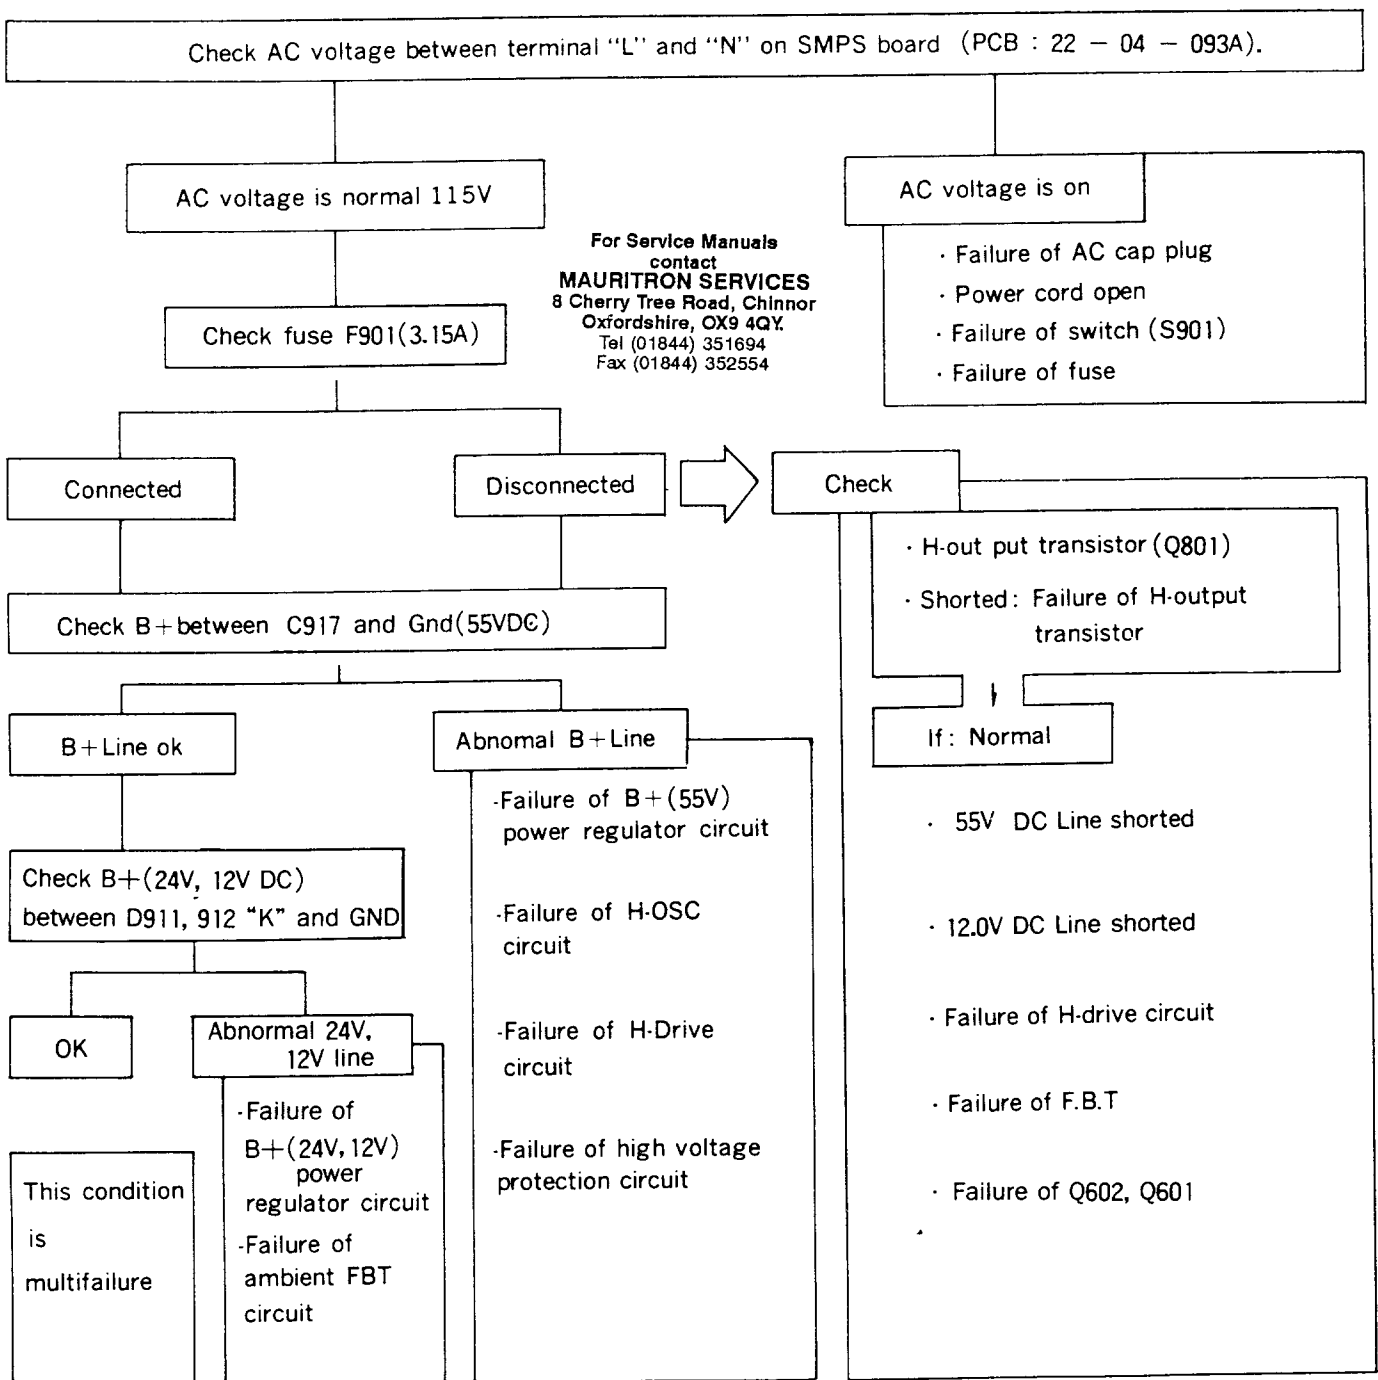 Check AC voltage between terminal "L" and "N" on SMPS board (PCB : 22 - 04 - 093A).
AC voltage is normal 115V
AC voltage is on
· Failure of AC cap plug
· Power cord open
· Failure of switch (S901)
· Failure of fuse
For Service Manuals
contact
MAURITRON SERVICES
8 Cherry Tree Road, Chinnor
Oxfordshire, OX9 4QY.
Tel (01844) 351694
Fax (01844) 352554
Check fuse F901(3.15A)
Connected
Disconnected
Check
· H-out put transistor (Q801)
· Shorted: Failure of H-output
transistor
If: Normal
· 55V DC Line shorted
· 12.0V DC Line shorted
· Failure of H-drive circuit
· Failure of F.B.T
· Failure of Q602, Q601
Check B+between C917 and Gnd(55VDC)
B+Line ok
Abnomal B+Line
-Failure of B+(55V)
power regulator circuit
-Failure of H-OSC
circuit
-Failure of H-Drive
circuit
-Failure of high voltage
protection circuit
Check B+(24V, 12V DC)
between D911, 912 "K" and GND
OK
Abnormal 24V,
12V line
-Failure of
B+(24V,12V)
power
regulator circuit
-Failure of
ambient FBT
circuit
This condition
is
multifailure